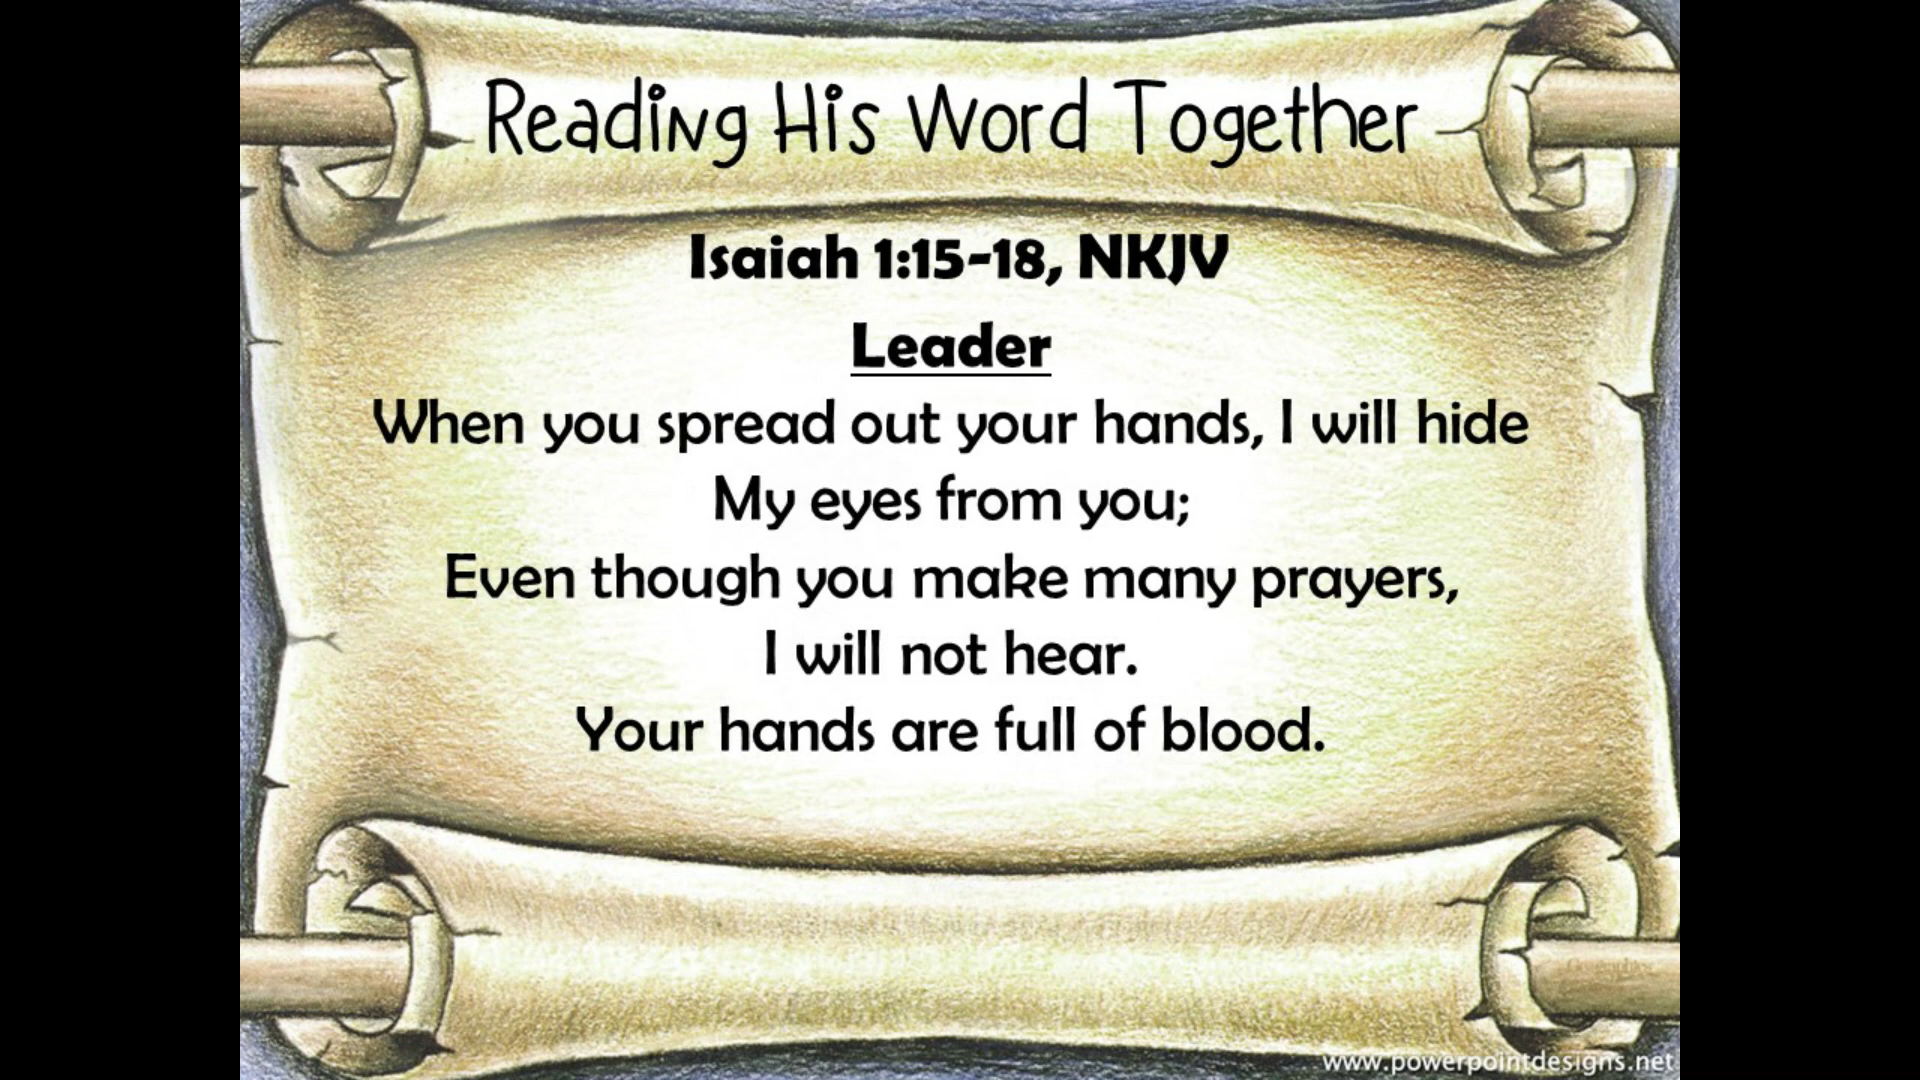 Reading His Word Together
Isaiah 1:15-18, NKJV
Leader
When you spread out your hands, I will hide
My eyes from you;
Even though you make many prayers,
I will not hear.
Your hands are full of blood.
www.powerpointdesigns.net